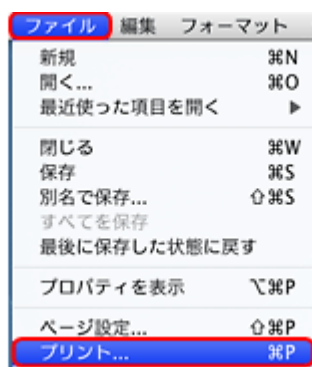 ファイル 編集 フォーマット
新規 ⌘N
開く... ⌘O
最近使った項目を開く ▶
閉じる ⌘W
保存 ⌘S
別名で保存... ⇧⌘S
すべてを保存
最後に保存した状態に戻す
プロパティを表示 ⌥⌘P
ページ設定... ⇧⌘P
プリント... ⌘P